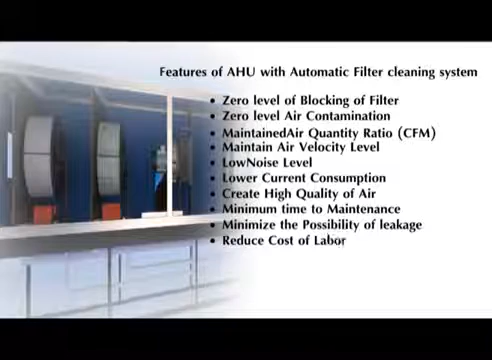 Features of AHU with Automatic Filter cleaning system
• Zero level of Blocking of Filter
• Zero level Air Contamination
• MaintainedAir Quantity Ratio (CFM)
• Maintain Air Velocity Level
• LowNoise Level
• Lower Current Consumption
• Create High Quality of Air
• Minimum time to Maintenance
• Minimize the Possibility of leakage
• Reduce Cost of Labor